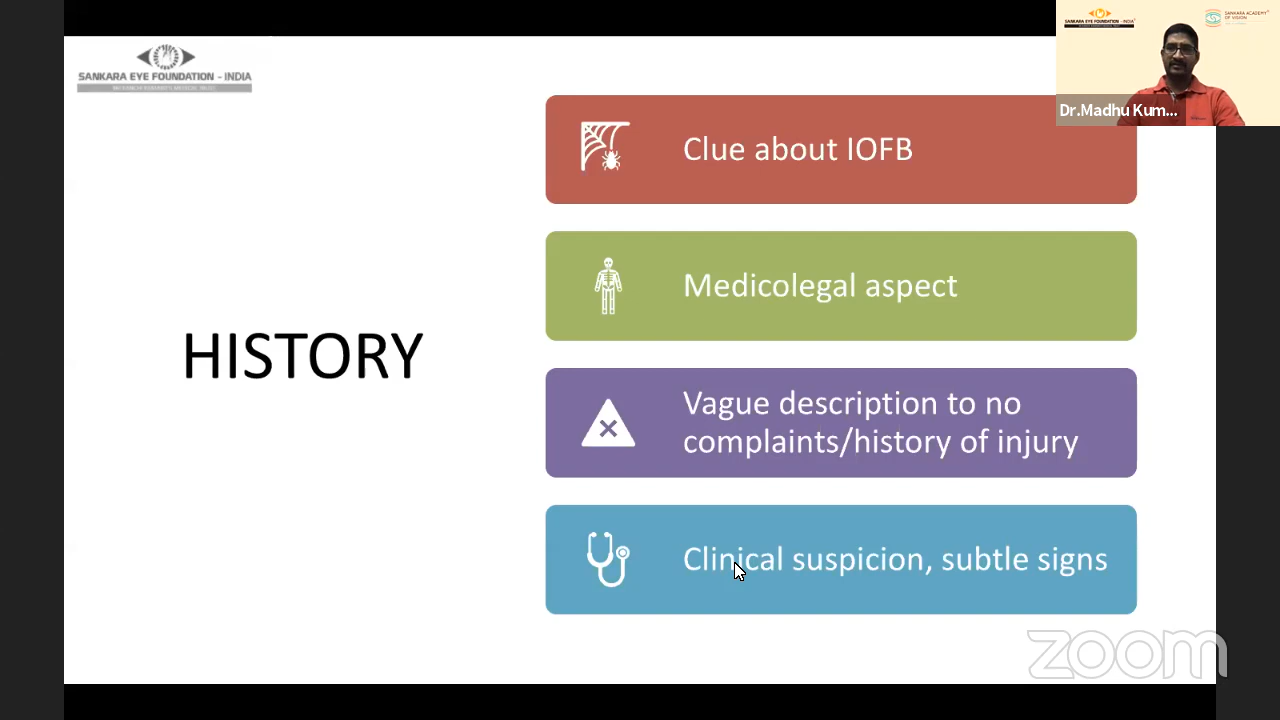 SANKARA EYE FOUNDATION - INDIA
HISTORY
Clue about IOFB
Medicolegal aspect
Vague description to no
complaints/history of injury
Clinical suspicion, subtle signs
SANKARA EYE FOUNDATION - INDIA
SANKARA ACADEMY
OF VISION
Dr.Madhu Kum...
zoom